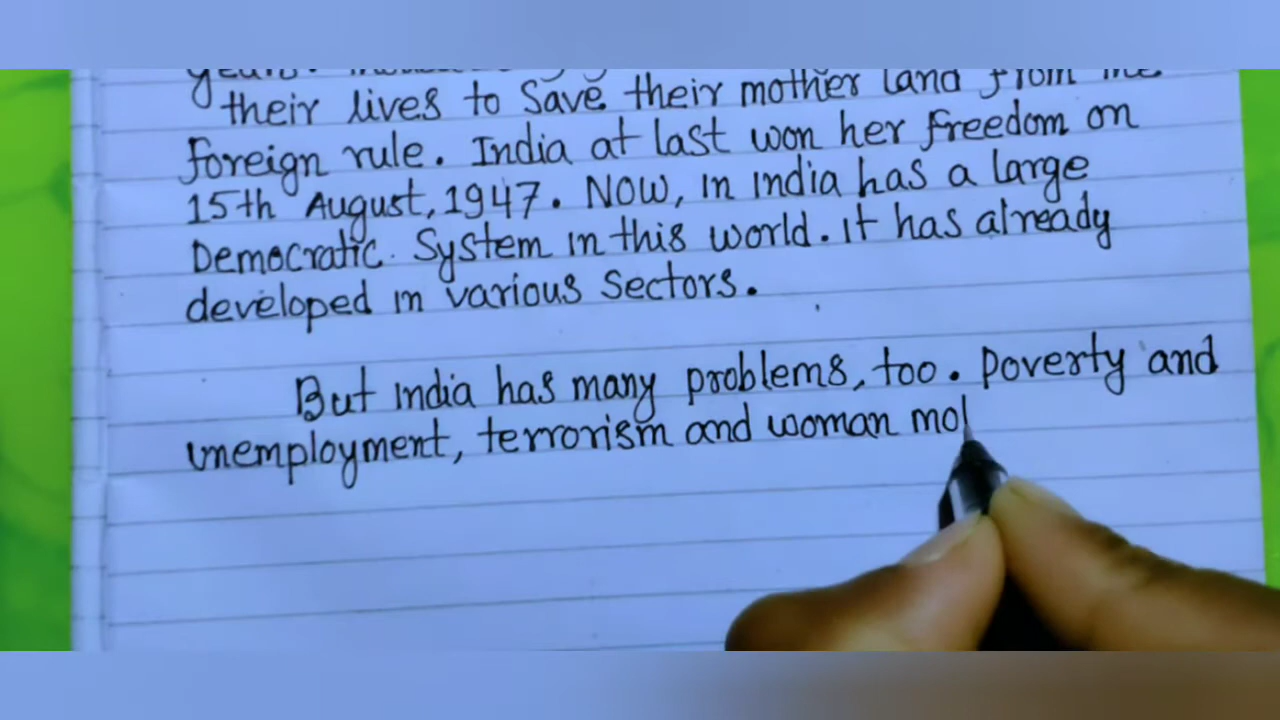 their lives to Save their mother land from the
foreign rule. India at last won her freedom on
15th August, 1947. NOW, in india has a large
Democratic System in this world. it has already
developed in various Sectors.
But india has many problems, too. Poverty and
unemployment, terrorism and woman mol